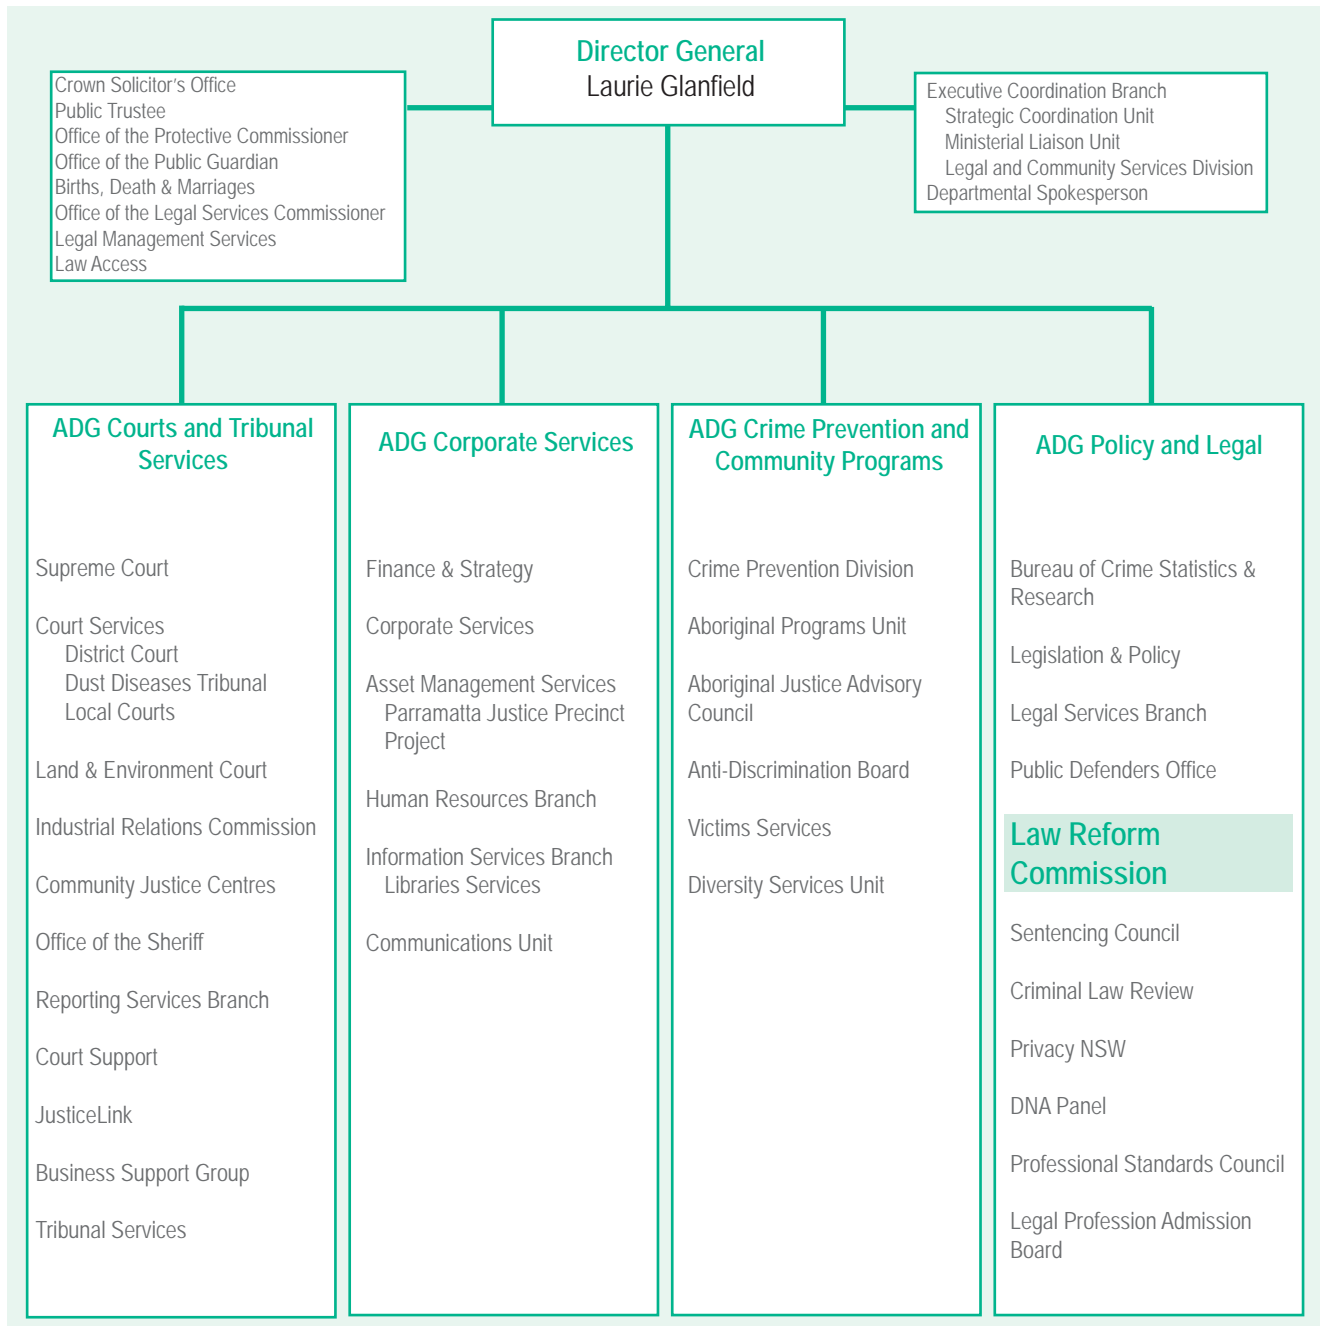 Director General
Laurie Glanfield
Crown Solicitor's Office
Public Trustee
Office of the Protective Commissioner
Office of the Public Guardian
Births, Death & Marriages
Office of the Legal Services Commissioner
Legal Management Services
Law Access
Executive Coordination Branch
Strategic Coordination Unit
Ministerial Liaison Unit
Legal and Community Services Division
Departmental Spokesperson
ADG Courts and Tribunal
Services
Supreme Court
Court Services
District Court
Dust Diseases Tribunal
Local Courts
Land & Environment Court
Industrial Relations Commission
Community Justice Centres
Office of the Sheriff
Reporting Services Branch
Court Support
JusticeLink
Business Support Group
Tribunal Services
ADG Corporate Services
Finance & Strategy
Corporate Services
Asset Management Services
Parramatta Justice Precinct
Project
Human Resources Branch
Information Services Branch
Libraries Services
Communications Unit
ADG Crime Prevention and
Community Programs
Crime Prevention Division
Aboriginal Programs Unit
Aboriginal Justice Advisory
Council
Anti-Discrimination Board
Victims Services
Diversity Services Unit
ADG Policy and Legal
Bureau of Crime Statistics &
Research
Legislation & Policy
Legal Services Branch
Public Defenders Office
Law Reform
Commission
Sentencing Council
Criminal Law Review
Privacy NSW
DNA Panel
Professional Standards Council
Legal Profession Admission
Board